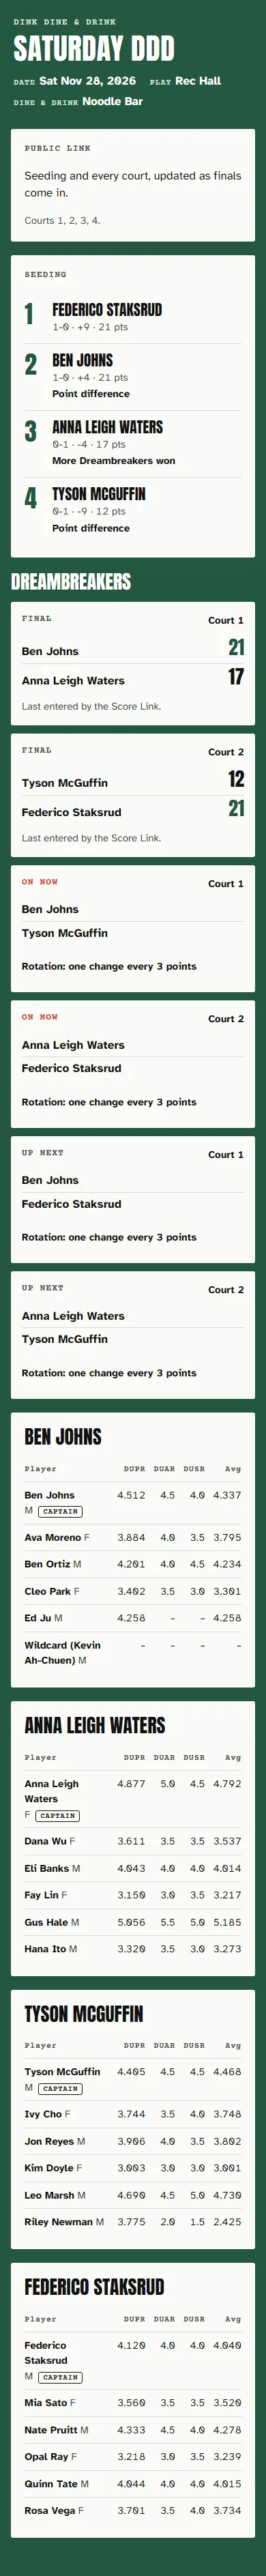 DINK DINE & DRINK
SATURDAY DDD
DATE Sat Nov 28, 2026 PLAY Rec Hall
DINE & DRINK Noodle Bar
PUBLIC LINK
Seeding and every court, updated as finals
come in.
Courts 1, 2, 3, 4.
SEEDING
1 FEDERICO STAKSRUD
1-0 · +9 · 21 pts
2 BEN JOHNS
1-0 · +4 · 21 pts
Point difference
3 ANNA LEIGH WATERS
0-1 · -4 · 17 pts
More Dreambreakers won
4 TYSON MCGUFFIN
0-1 · -9 · 12 pts
Point difference
DREAMBREAKERS
FINAL Court 1
Ben Johns 21
Anna Leigh Waters 17
Last entered by the Score Link.
FINAL Court 2
Tyson McGuffin 12
Federico Staksrud 21
Last entered by the Score Link.
ON NOW Court 1
Ben Johns
Tyson McGuffin
Rotation: one change every 3 points
ON NOW Court 2
Anna Leigh Waters
Federico Staksrud
Rotation: one change every 3 points
UP NEXT Court 1
Ben Johns
Federico Staksrud
Rotation: one change every 3 points
UP NEXT Court 2
Anna Leigh Waters
Tyson McGuffin
Rotation: one change every 3 points
BEN JOHNS
Player DUPR DUAR DUSR Avg
Ben Johns 4.512 4.5 4.0 4.337
M CAPTAIN
Ava Moreno F 3.884 4.0 3.5 3.795
Ben Ortiz M 4.201 4.0 4.5 4.234
Cleo Park F 3.402 3.5 3.0 3.301
Ed Ju M 4.258 – – 4.258
Wildcard (Kevin – – – –
Ah-Chuen) M
ANNA LEIGH WATERS
Player DUPR DUAR DUSR Avg
Anna Leigh 4.877 5.0 4.5 4.792
Waters
F CAPTAIN
Dana Wu F 3.611 3.5 3.5 3.537
Eli Banks M 4.043 4.0 4.0 4.014
Fay Lin F 3.150 3.0 3.5 3.217
Gus Hale M 5.056 5.5 5.0 5.185
Hana Ito M 3.320 3.5 3.0 3.273
TYSON MCGUFFIN
Player DUPR DUAR DUSR Avg
Tyson McGuffin 4.405 4.5 4.5 4.468
M CAPTAIN
Ivy Cho F 3.744 3.5 4.0 3.748
Jon Reyes M 3.906 4.0 3.5 3.802
Kim Doyle F 3.003 3.0 3.0 3.001
Leo Marsh M 4.690 4.5 5.0 4.730
Riley Newman M 3.775 2.0 1.5 2.425
FEDERICO STAKSRUD
Player DUPR DUAR DUSR Avg
Federico 4.120 4.0 4.0 4.040
Staksrud
M CAPTAIN
Mia Sato F 3.560 3.5 3.5 3.520
Nate Pruitt M 4.333 4.5 4.0 4.278
Opal Ray F 3.218 3.0 3.5 3.239
Quinn Tate M 4.044 4.0 4.0 4.015
Rosa Vega F 3.701 3.5 4.0 3.734